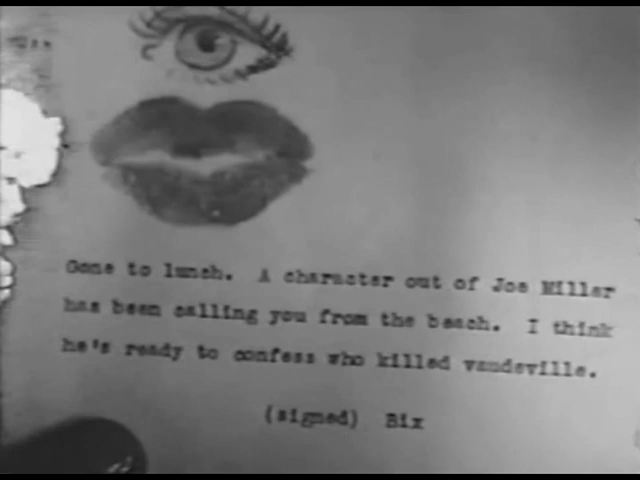 Gone to lunch. A character out of Joe Miller
has been calling you from the beach. I think
he's ready to confess who killed vaudeville.
(signed) Bix